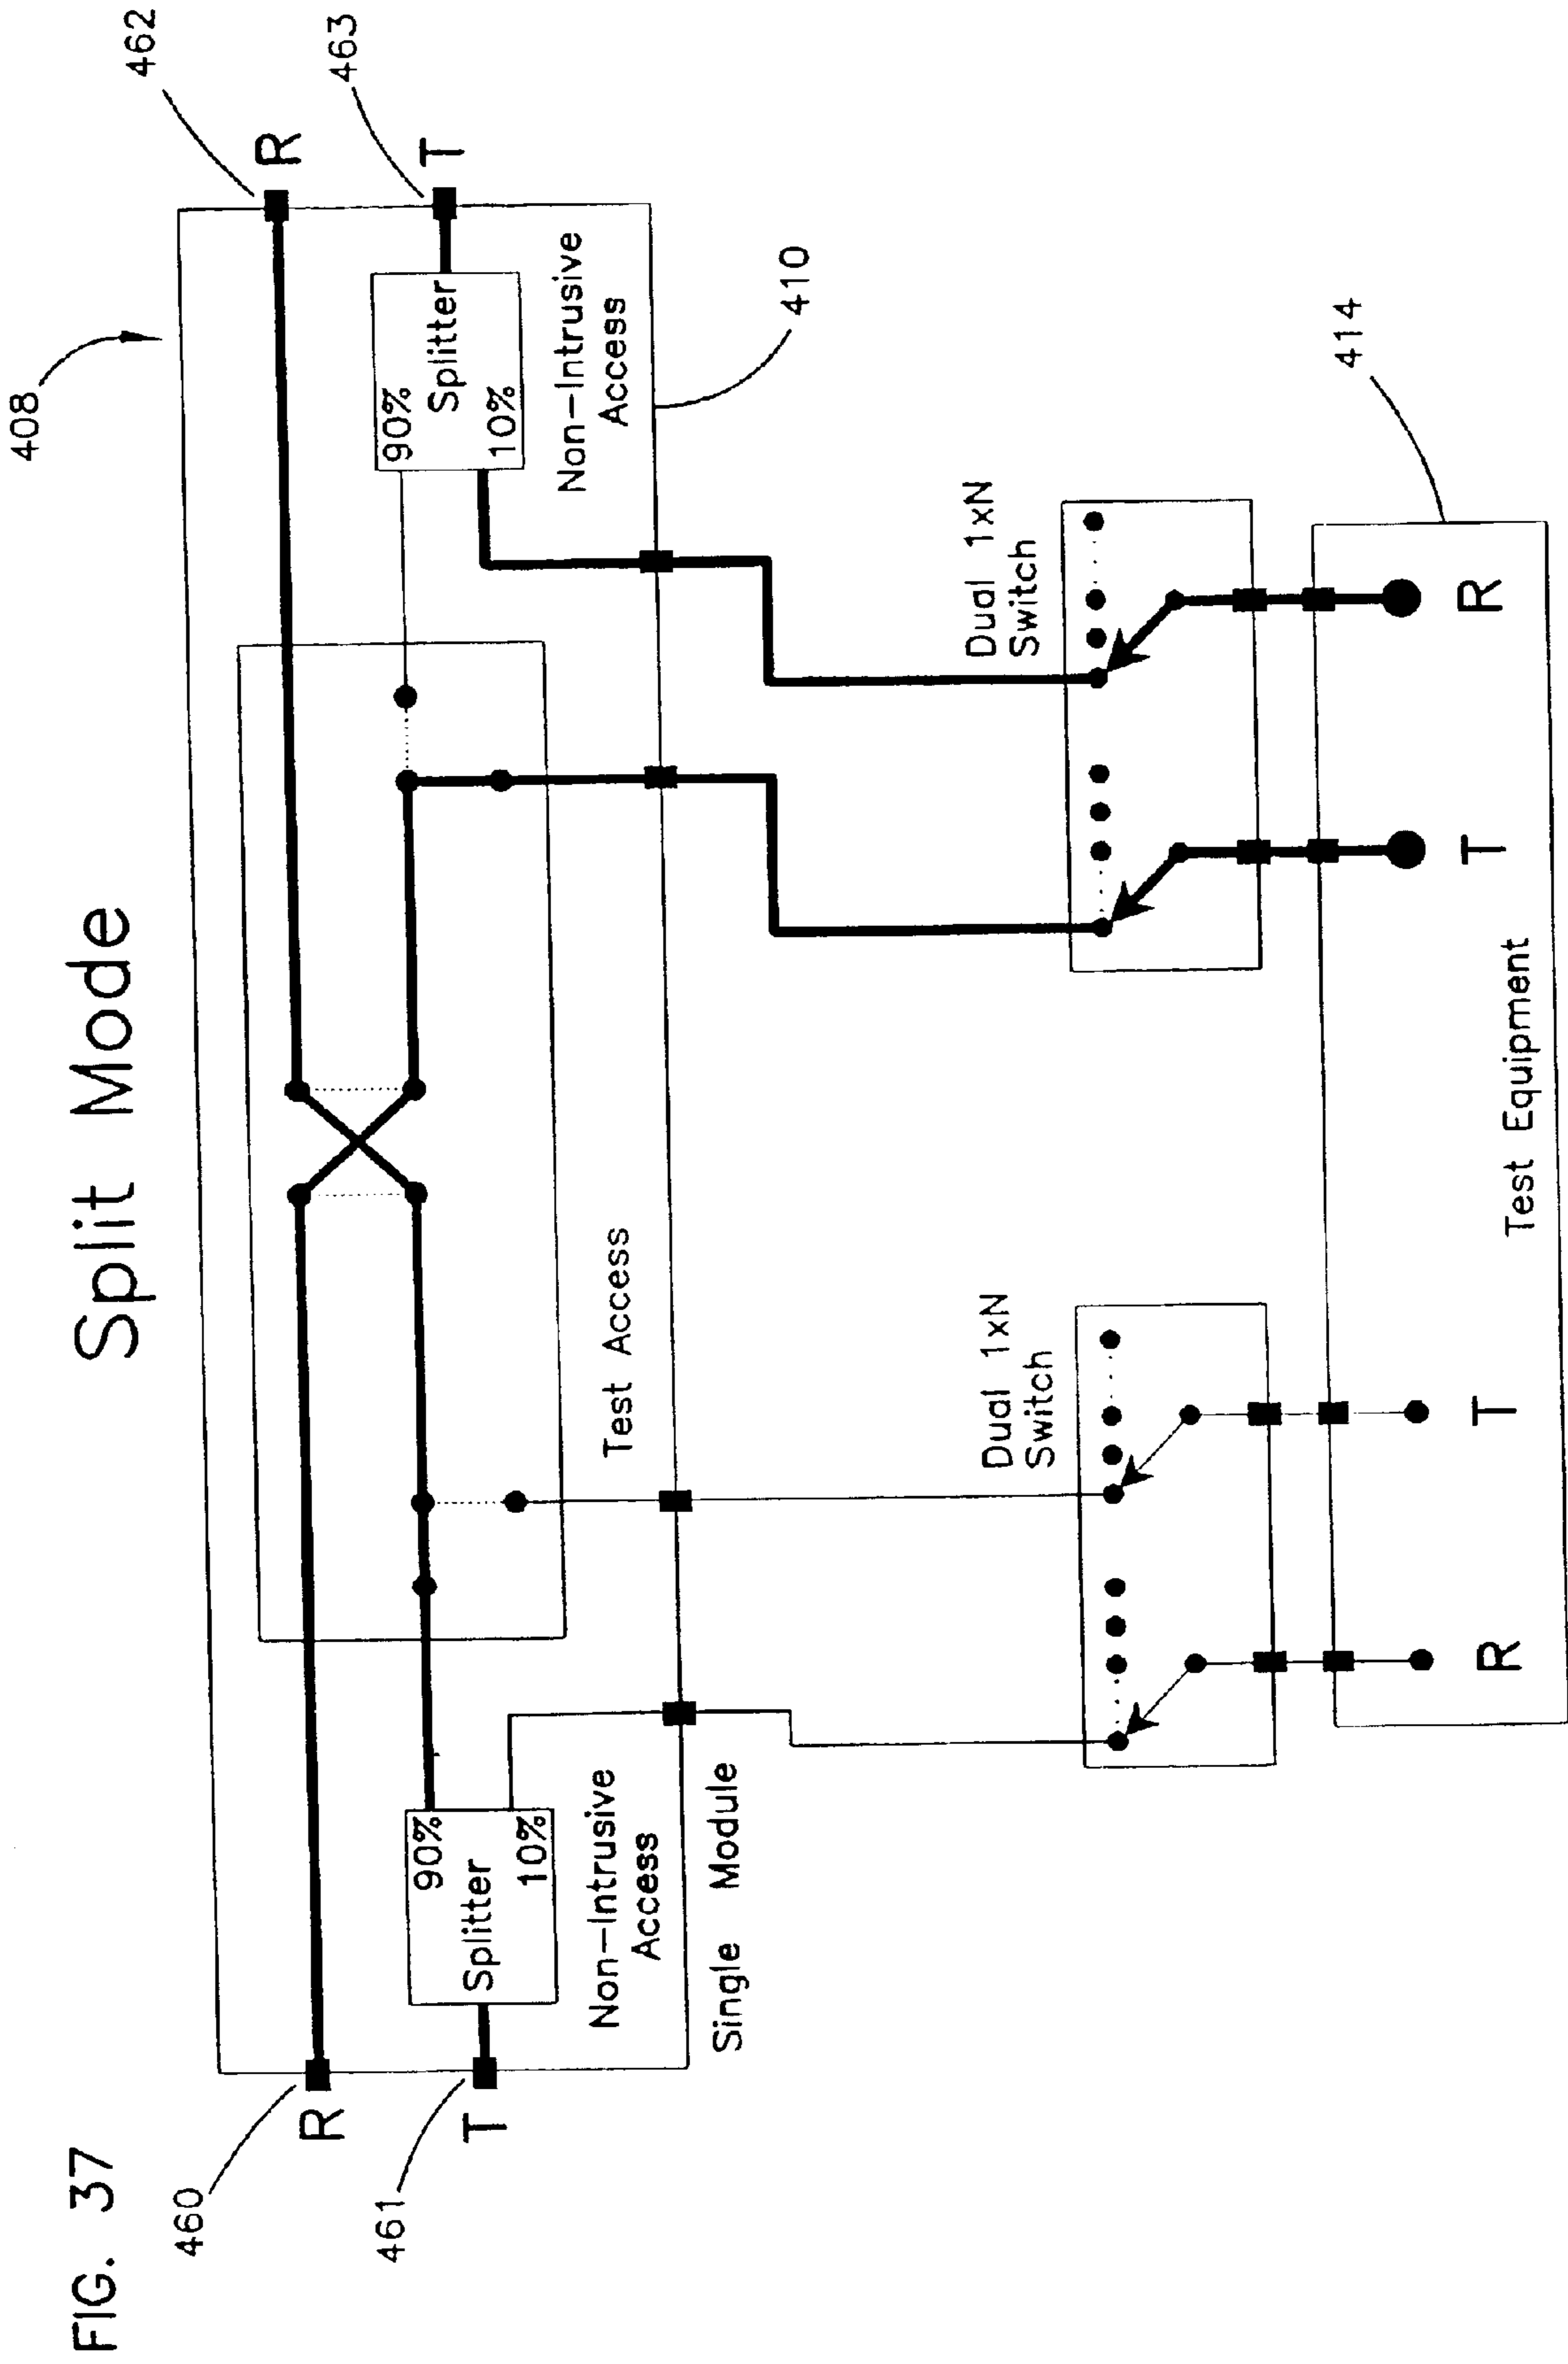 FIG. 37
Split Mode
408
460
R
461
T
462
R
463
T
Splitter
90%
10%
Non-Intrusive
Access
90%
Splitter
10%
Non-Intrusive
Access
Test Access
410
Single Module
Dual 1xN
Switch
Dual 1xN
Switch
414
R
T
T
R
Test Equipment